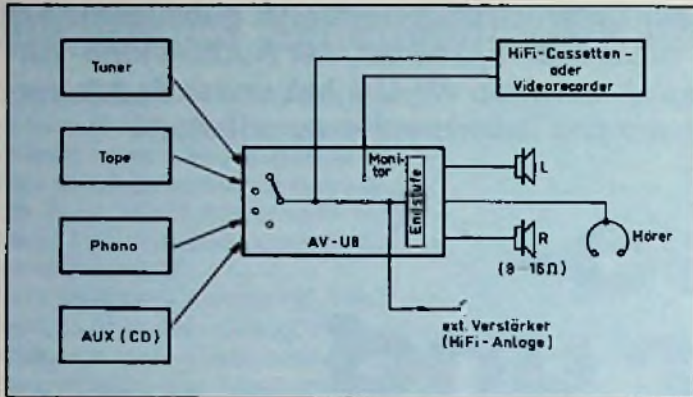 Tuner
Tape
Phono
AUX (CD)
HiFi-Cassetten-
oder
Videorecorder
Moni-
tor
Endstufe
AV-U8
L
R
(8-16Ω)
Hörer
ext. Verstärker
(HiFi-Anlage)